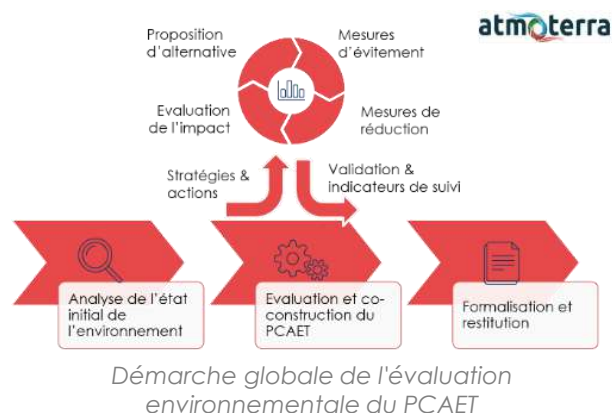 atmoterra
Proposition
d'alternative
Mesures
d'évitement
Evaluation
de l'impact
Mesures de
réduction
Stratégies &
actions
Validation &
indicateurs de suivi
Analyse de l'état
initial de
l'environnement
Evaluation et co-
construction du
PCAET
Formalisation et
restitution
Démarche globale de l'évaluation
environnementale du PCAET